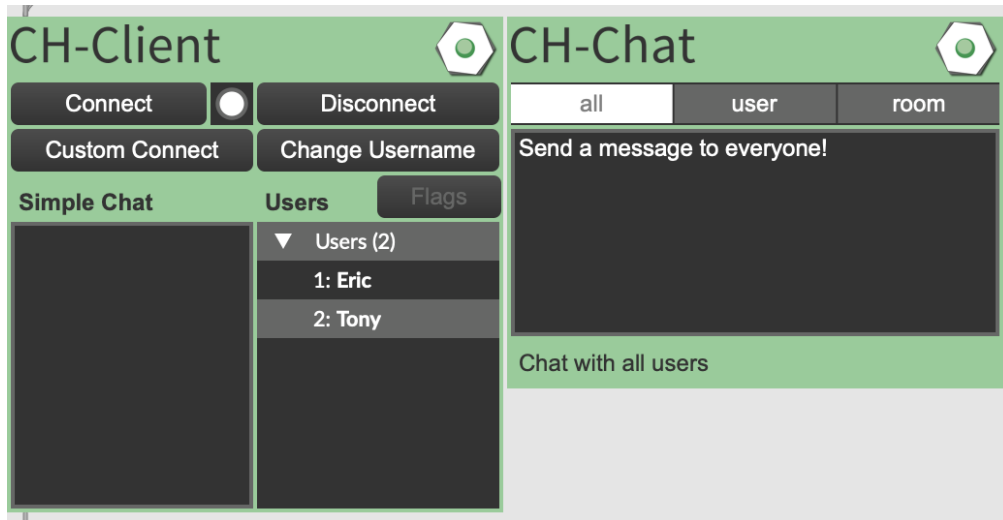 CH-Client
Connect
Disconnect
Custom Connect
Change Username
Simple Chat
Users
Flags
Users (2)
1: Eric
2: Tony
CH-Chat
all
user
room
Send a message to everyone!
Chat with all users